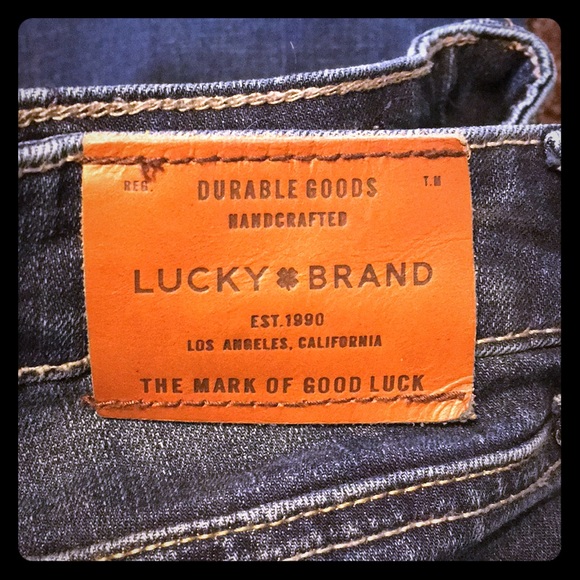 REG. DURABLE GOODS T.M
HANDCRAFTED
LUCKY BRAND
EST.1990
LOS ANGELES, CALIFORNIA
THE MARK OF GOOD LUCK